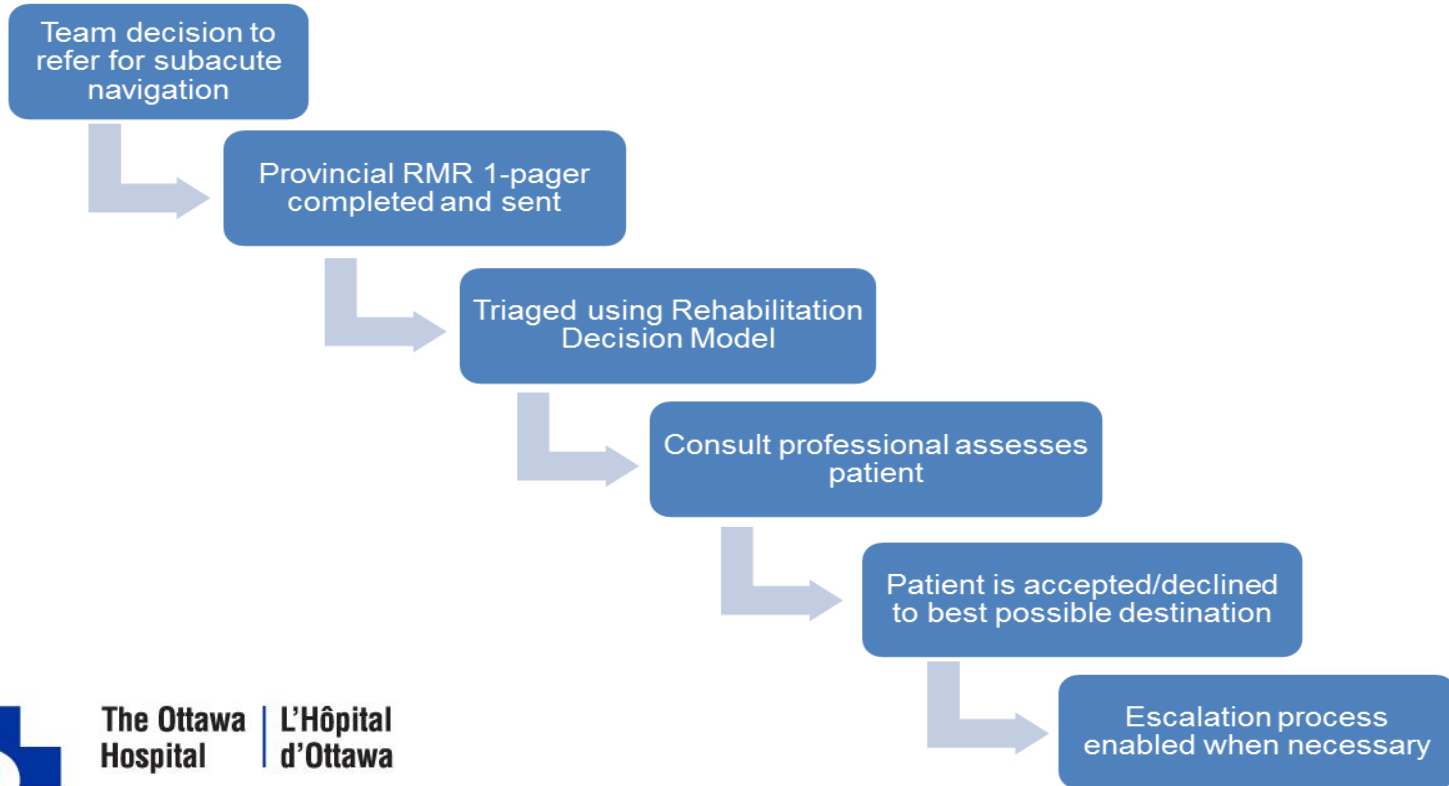 Team decision to
refer for subacute
navigation
Provincial RMR 1-pager
completed and sent
Triaged using Rehabilitation
Decision Model
Consult professional assesses
patient
Patient is accepted/declined
to best possible destination
Escalation process
enabled when necessary
The Ottawa
Hospital
L'Hôpital
d'Ottawa